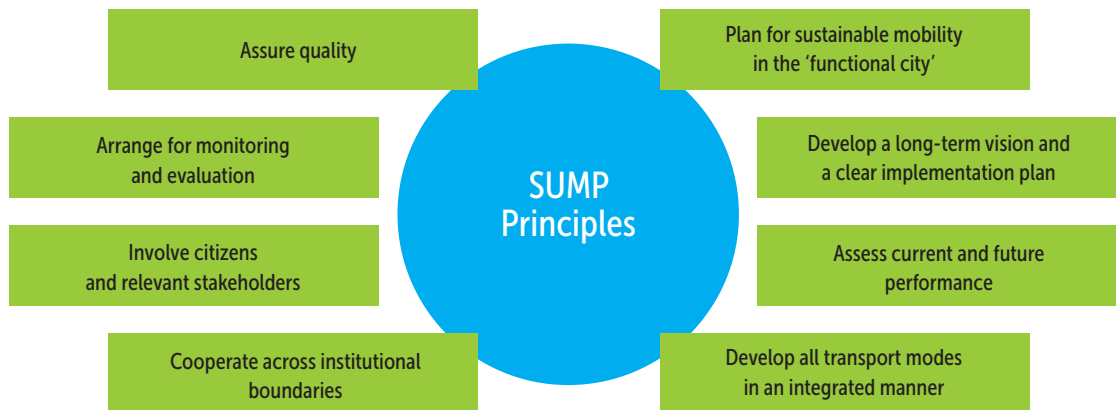 Assure quality
Plan for sustainable mobility
in the ‘functional city’
Arrange for monitoring
and evaluation
Develop a long-term vision and
a clear implementation plan
SUMP
Principles
Involve citizens
and relevant stakeholders
Assess current and future
performance
Cooperate across institutional
boundaries
Develop all transport modes
in an integrated manner